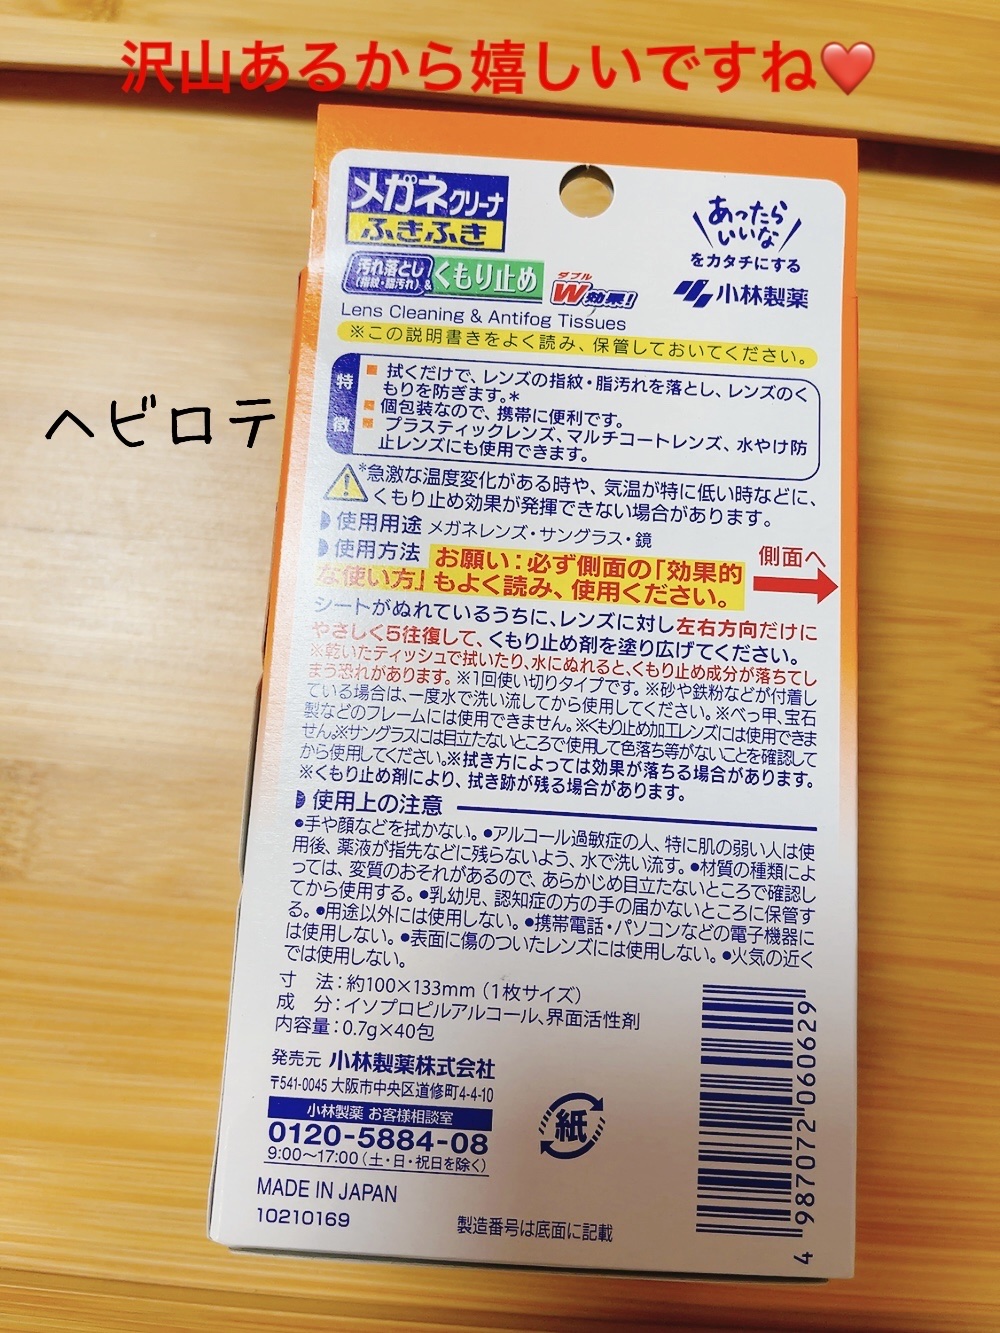 沢山あるから嬉しいですね❤️
メガネクリーナ
ふきふき
汚れ落とし
(指紋・脂汚れ)
&
くもり止め
ダブル
W効果!
あったら
いいな
をカタチにする
小林製薬
Lens Cleaning & Antifog Tissues
※この説明書きをよく読み、保管しておいてください。
ヘビロテ
特徴
拭くだけで、レンズの指紋・脂汚れを落とし、レンズのく
もりを防ぎます。*
個包装なので、携帯に便利です。
プラスティックレンズ、マルチコートレンズ、水やけ防
止レンズにも使用できます。
*急激な温度変化がある時や、気温が特に低い時などに、
くもり止め効果が発揮できない場合があります。
使用用途 メガネレンズ・サングラス・鏡
使用方法 お願い:必ず側面の「効果的
な使い方」もよく読み、使用ください。
側面へ
シートがぬれているうちに、レンズに対し左右方向だけに
やさしく5往復して、くもり止め剤を塗り広げてください。
※乾いたティッシュで拭いたり、水にぬれると、くもり止め成分が落ちてし
まう恐れがあります。※1回使い切りタイプです。※砂や鉄粉などが付着し
ている場合は、一度水で洗い流してから使用してください。※べっ甲、宝石
製などのフレームには使用できません。※くもり止め加工レンズには使用できま
せん。※サングラスには目立たないところで使用して色落ち等がないことを確認して
から使用してください。※拭き方によっては効果が落ちる場合があります。
※くもり止め剤により、拭き跡が残る場合があります。
使用上の注意
●手や顔などを拭かない。●アルコール過敏症の人、特に肌の弱い人は使
用後、薬液が指先などに残らないよう、水で洗い流す。●材質の種類によ
っては、変質のおそれがあるので、あらかじめ目立たないところで確認し
てから使用する。●乳幼児、認知症の方の手の届かないところに保管す
る。●用途以外には使用しない。●携帯電話・パソコンなどの電子機器に
は使用しない。●表面に傷のついたレンズには使用しない。●火気の近く
では使用しない。
寸 法:約100×133mm(1枚サイズ)
成 分:イソプロピルアルコール、界面活性剤
内容量:0.7g×40包
発売元 小林製薬株式会社
〒541-0045 大阪市中央区道修町4-4-10
小林製薬 お客様相談室
0120-5884-08
9:00〜17:00(土・日・祝日を除く)
MADE IN JAPAN
10210169
紙
製造番号は底面に記載
4 987072 060629